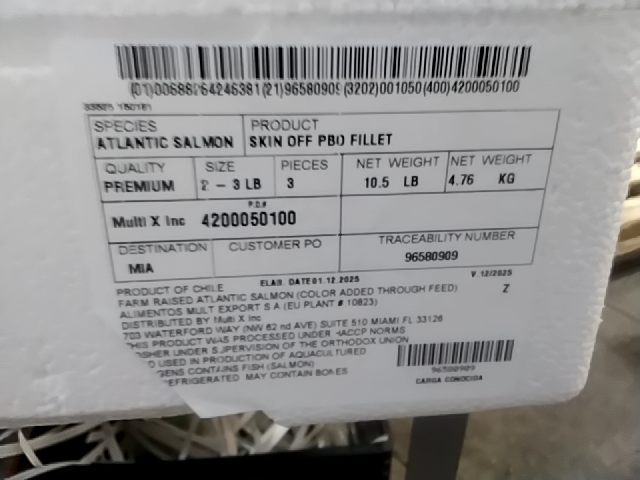 (01)00688264246381(21)96580909(3202)001050(400)4200050100
SPECIES PRODUCT
ATLANTIC SALMON SKIN OFF PBO FILLET
QUALITY SIZE PIECES NET WEIGHT NET WEIGHT
PREMIUM 2 - 3 LB 3 10.5 LB 4.76 KG
P.O.#
Multi X Inc 4200050100
DESTINATION CUSTOMER PO TRACEABILITY NUMBER
MIA 96580909
PRODUCT OF CHILE ELAB. DATE01.12.2025 V.12/2025
FARM RAISED ATLANTIC SALMON (COLOR ADDED THROUGH FEED) Z
ALIMENTOS MULT EXPORT S A (EU PLANT # 10823)
DISTRIBUTED BY Multi X Inc
703 WATERFORD WAY (NW 62 nd AVE) SUITE 510 MIAMI FL 33126
THIS PRODUCT WAS PROCESSED UNDER HACCP NORMS
KOSHER UNDER SUPERVISION OF THE ORTHODOX UNION
USED IN PRODUCTION OF AQUACULTURED
GENS CONTAINS FISH (SALMON)
REFRIGERATED MAY CONTAIN BONES
96580909
CARGA CONOCIDA